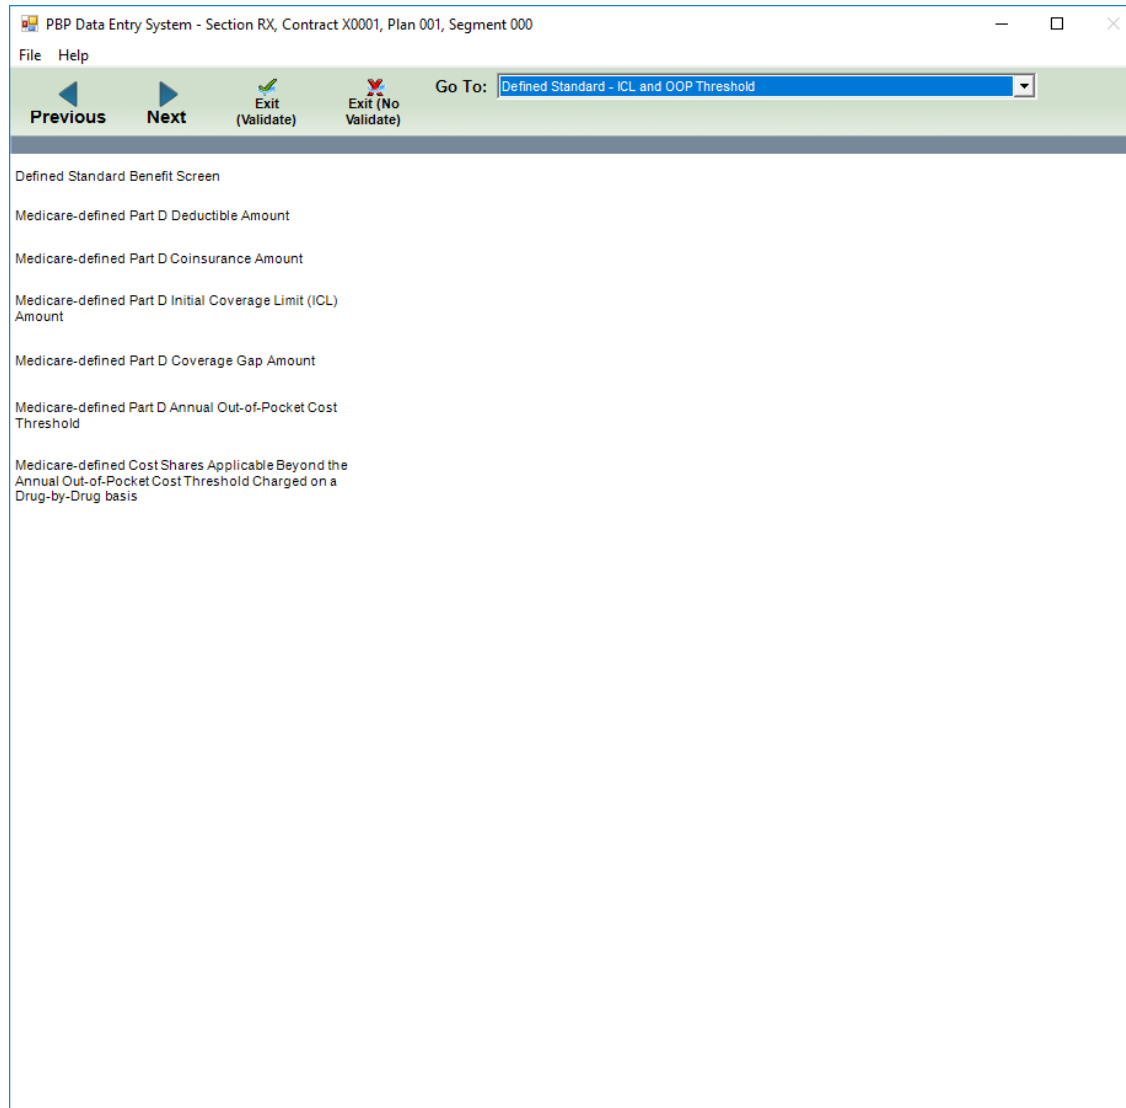 PBP Data Entry System - Section RX, Contract X0001, Plan 001, Segment 000
File Help
Previous
Next
Exit
(Validate)
Exit (No
Validate)
Go To:
Defined Standard - ICL and OOP Threshold
Defined Standard Benefit Screen
Medicare-defined Part D Deductible Amount
Medicare-defined Part D Coinsurance Amount
Medicare-defined Part D Initial Coverage Limit (ICL)
Amount
Medicare-defined Part D Coverage Gap Amount
Medicare-defined Part D Annual Out-of-Pocket Cost
Threshold
Medicare-defined Cost Shares Applicable Beyond the
Annual Out-of-Pocket Cost Threshold Charged on a
Drug-by-Drug basis